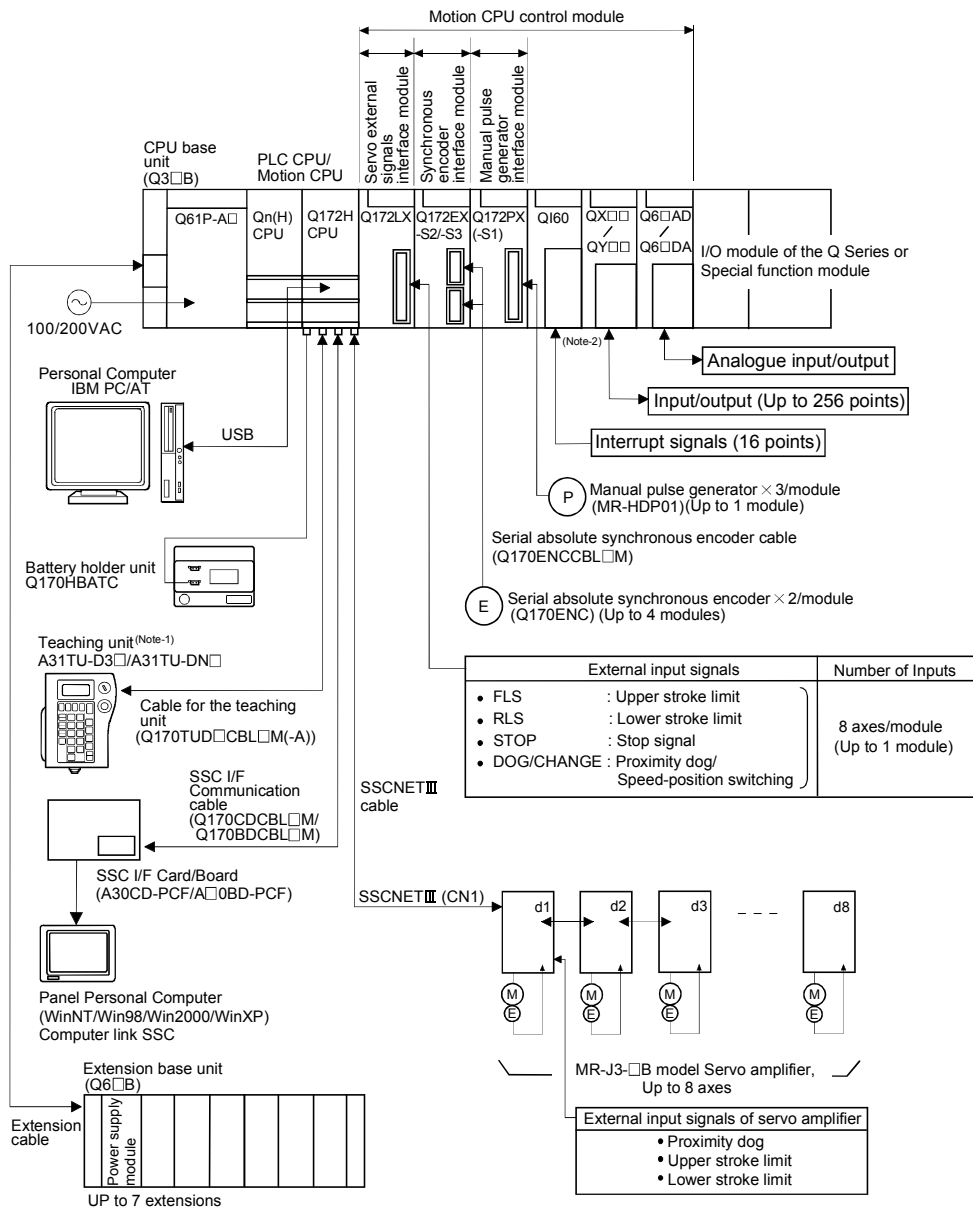 Motion CPU control module
Servo external
signals
interface module
Synchronous
encoder
interface module
Manual pulse
generator
interface module
CPU base
unit
(Q3□B)
PLC CPU/
Motion CPU
Q61P-A□
Qn(H)
CPU
Q172H
CPU
Q172LX
Q172EX
-S2/-S3
Q172PX
(-S1)
QI60
QX□□
/
QY□□
Q6□AD
/
Q6□DA
I/O module of the Q Series or
Special function module
100/200VAC
(Note-2)
Analogue input/output
Personal Computer
IBM PC/AT
Input/output (Up to 256 points)
USB
Interrupt signals (16 points)
P
Manual pulse generator × 3/module
(MR-HDP01)(Up to 1 module)
Serial absolute synchronous encoder cable
(Q170ENCCBL□M)
Battery holder unit
Q170HBATC
E
Serial absolute synchronous encoder × 2/module
(Q170ENC) (Up to 4 modules)
Teaching unit (Note-1)
A31TU-D3□/A31TU-DN□
External input signals
Number of Inputs
• FLS : Upper stroke limit
• RLS : Lower stroke limit
• STOP : Stop signal
• DOG/CHANGE : Proximity dog/
Speed-position switching
8 axes/module
(Up to 1 module)
Cable for the teaching
unit
(Q170TUD□CBL□M(-A))
SSC I/F
Communication
cable
(Q170CDCBL□M/
Q170BDCBL□M)
SSCNETⅢ
cable
SSC I/F Card/Board
(A30CD-PCF/A□0BD-PCF)
SSCNETⅢ (CN1)
d1
d2
d3
d8
M
E
M
E
M
E
M
E
Panel Personal Computer
(WinNT/Win98/Win2000/WinXP)
Computer link SSC
MR-J3-□B model Servo amplifier,
Up to 8 axes
Extension base unit
(Q6□B)
Extension
cable
Power supply
module
UP to 7 extensions
External input signals of servo amplifier
• Proximity dog
• Upper stroke limit
• Lower stroke limit